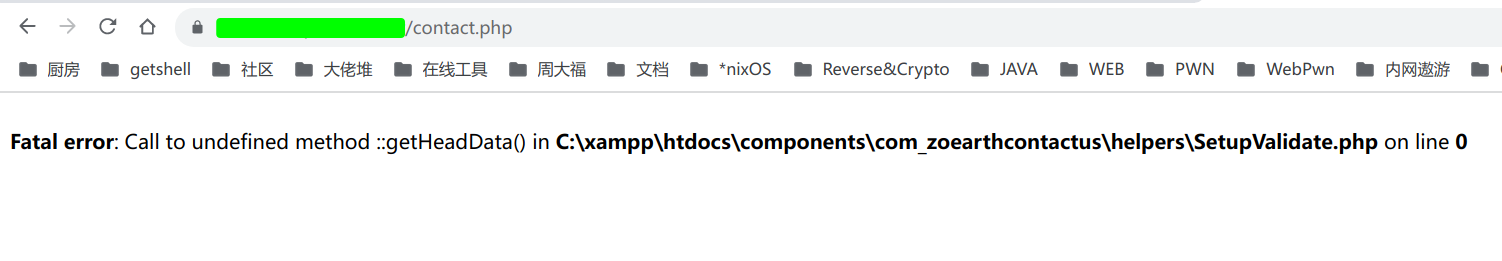 /contact.php
厨房 getshell 社区 大佬堆 在线工具 周大福 文档 *nixOS Reverse&Crypto JAVA WEB PWN WebPwn 内网遨游
Fatal error: Call to undefined method ::getHeadData() in C:\xampp\htdocs\components\com_zoearthcontactus\helpers\SetupValidate.php on line 0